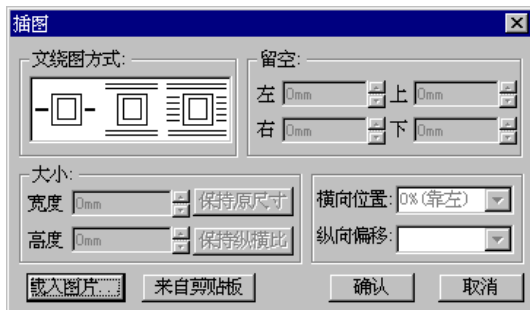 插图
文绕图方式:
留空:
左 0mm 上 0mm
右 0mm 下 0mm
大小:
宽度 0mm 保持原尺寸
横向位置: 0%(靠左)
高度 0mm 保持纵横比
纵向偏移:
载入图片... 来自剪贴板 确认 取消